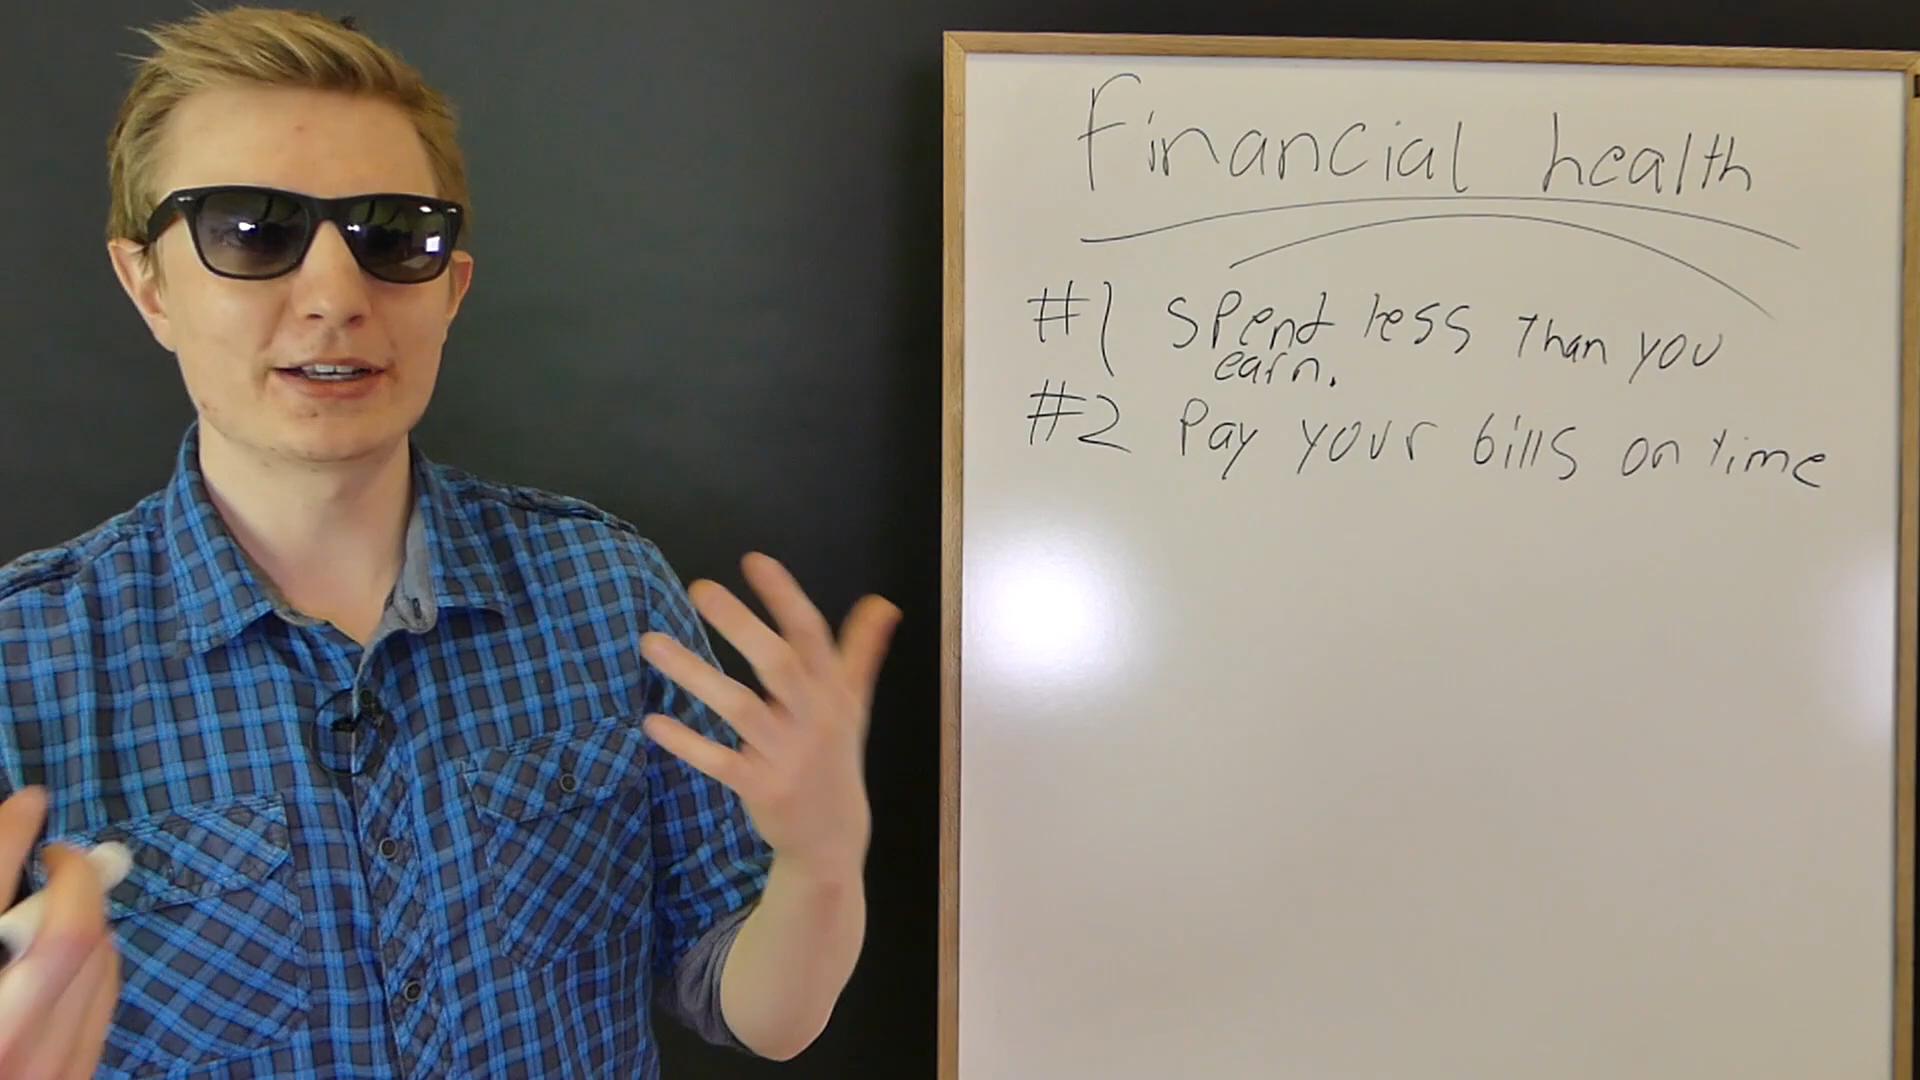 Financial health
#1 Spend less than you
earn.
#2 Pay your bills on time